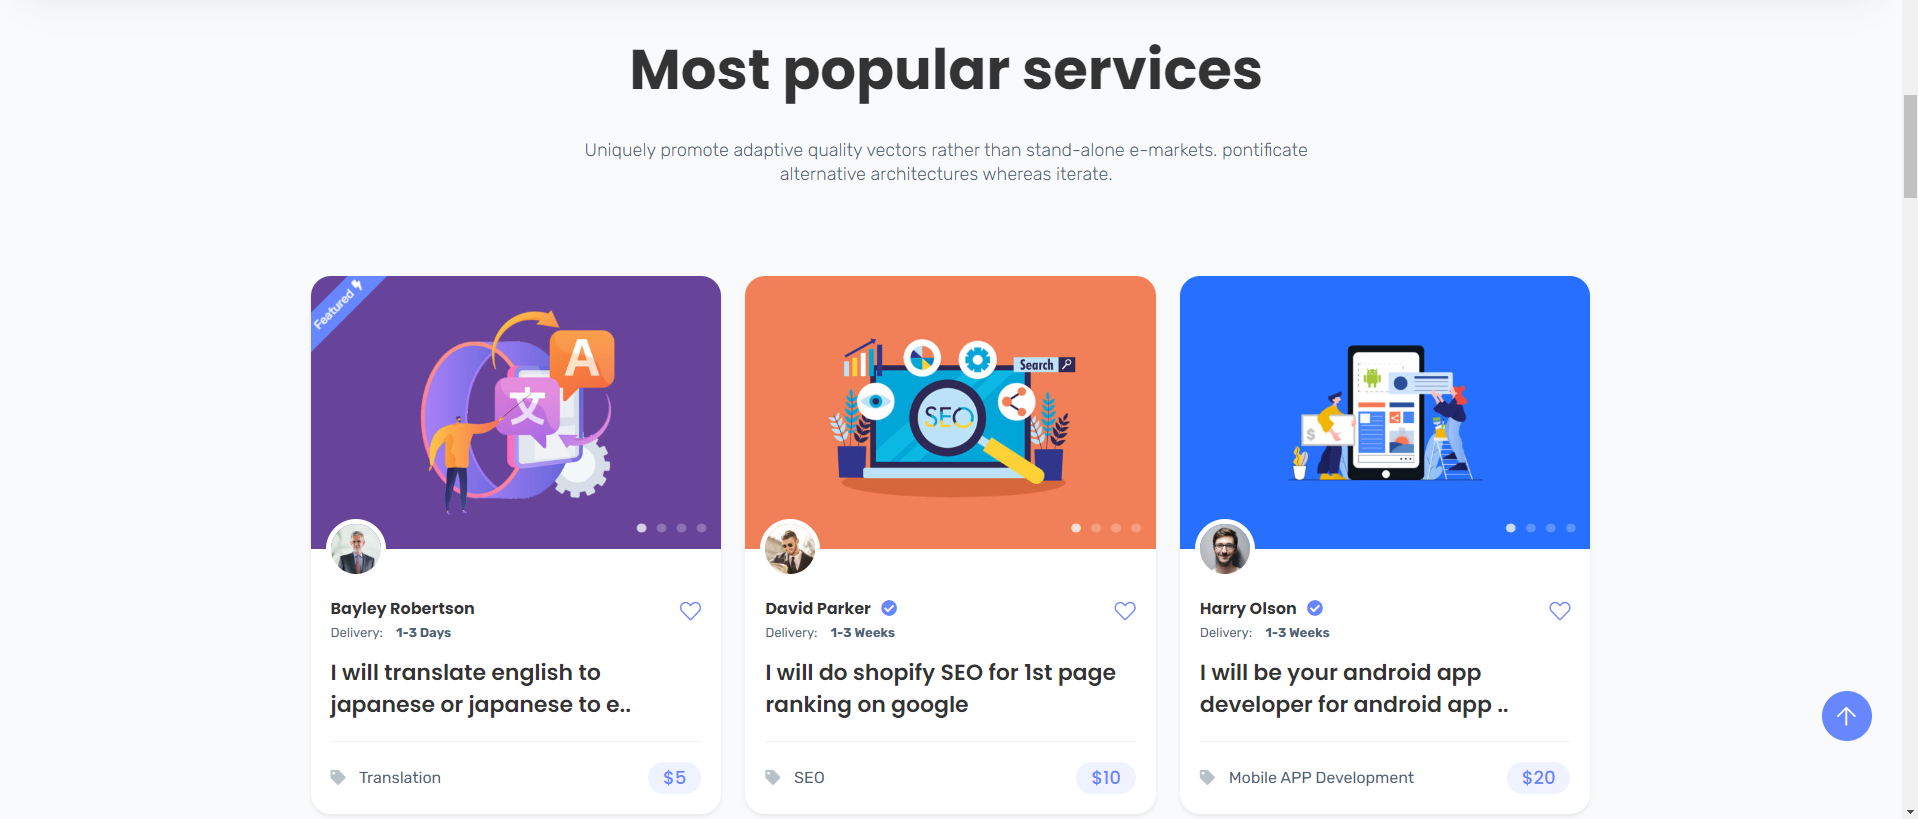 Most popular services
Uniquely promote adaptive quality vectors rather than stand-alone e-markets. pontificate
alternative architectures whereas iterate.
Featured
A
文
Bayley Robertson
Delivery: 1-3 Days
I will translate english to
japanese or japanese to e..
Translation
$5
Search
SEO
David Parker
Delivery: 1-3 Weeks
I will do shopify SEO for 1st page
ranking on google
SEO
$10
$
Harry Olson
Delivery: 1-3 Weeks
I will be your android app
developer for android app ..
Mobile APP Development
$20